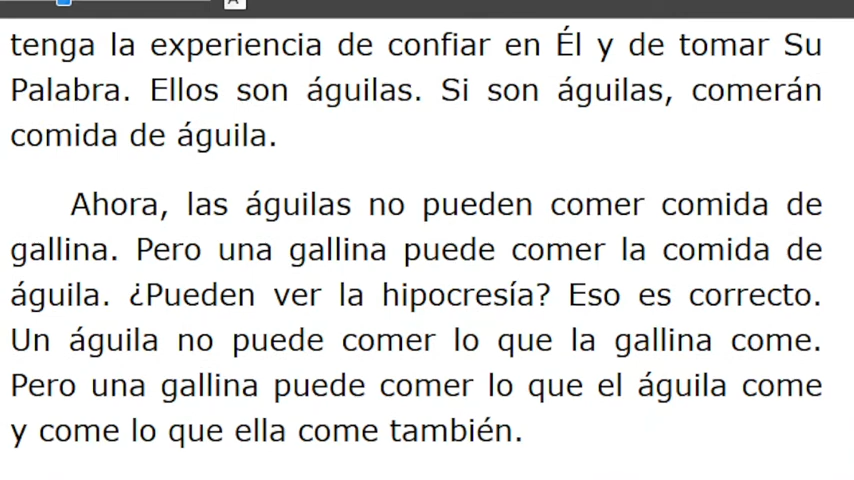 tenga la experiencia de confiar en Él y de tomar Su
Palabra. Ellos son águilas. Si son águilas, comerán
comida de águila.
Ahora, las águilas no pueden comer comida de
gallina. Pero una gallina puede comer la comida de
águila. ¿Pueden ver la hipocresía? Eso es correcto.
Un águila no puede comer lo que la gallina come.
Pero una gallina puede comer lo que el águila come
y come lo que ella come también.